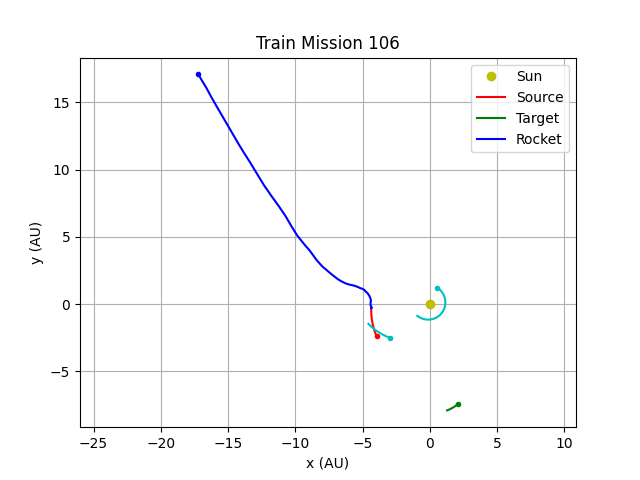 Train Mission 106
Sun
Source
Target
Rocket
y (AU)
15
10
5
0
−5
−25
−20
−15
−10
−5
0
5
10
x (AU)